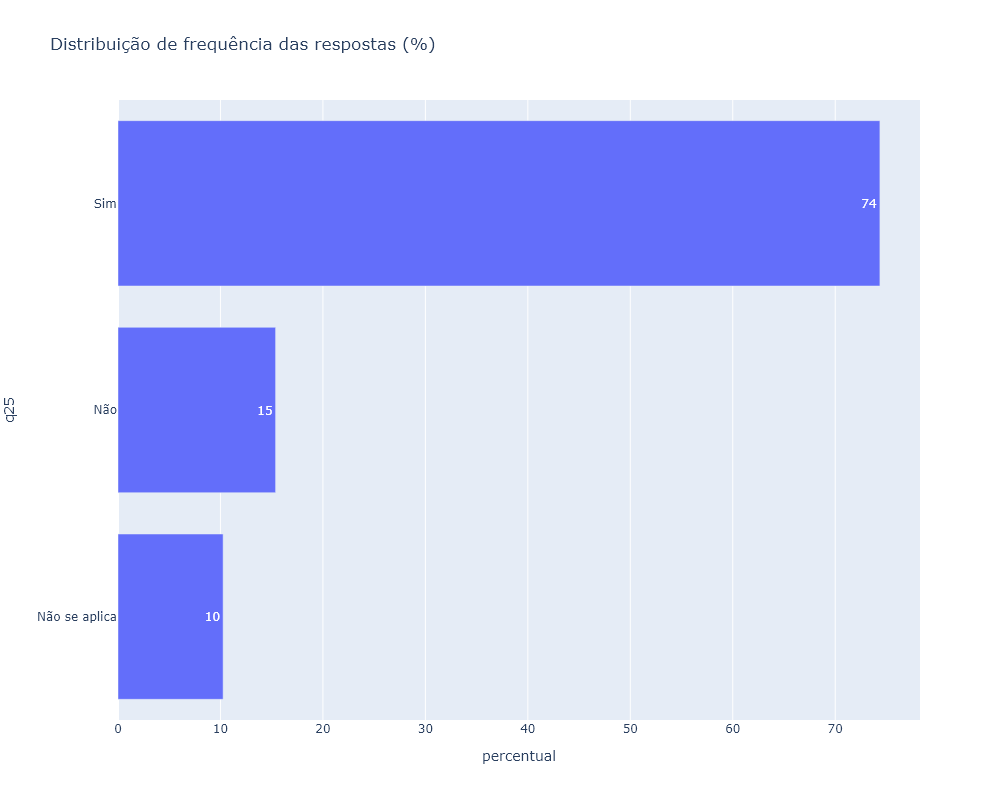 Distribuição de frequência das respostas (%)
Sim
74
Não
15
Não se aplica
10
q25
0 10 20 30 40 50 60 70
percentual